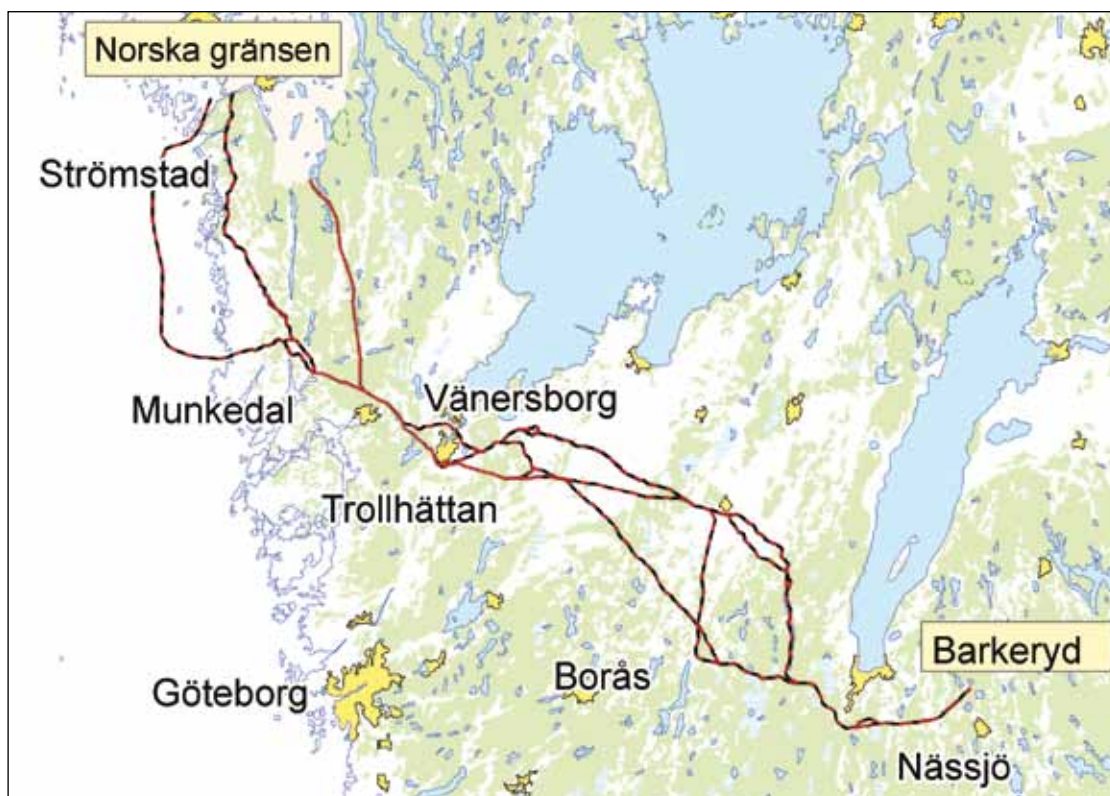 Norska gränsen
Strömstad
Munkedal
Vänersborg
Trollhättan
Göteborg
Borås
Barkeryd
Nässjö